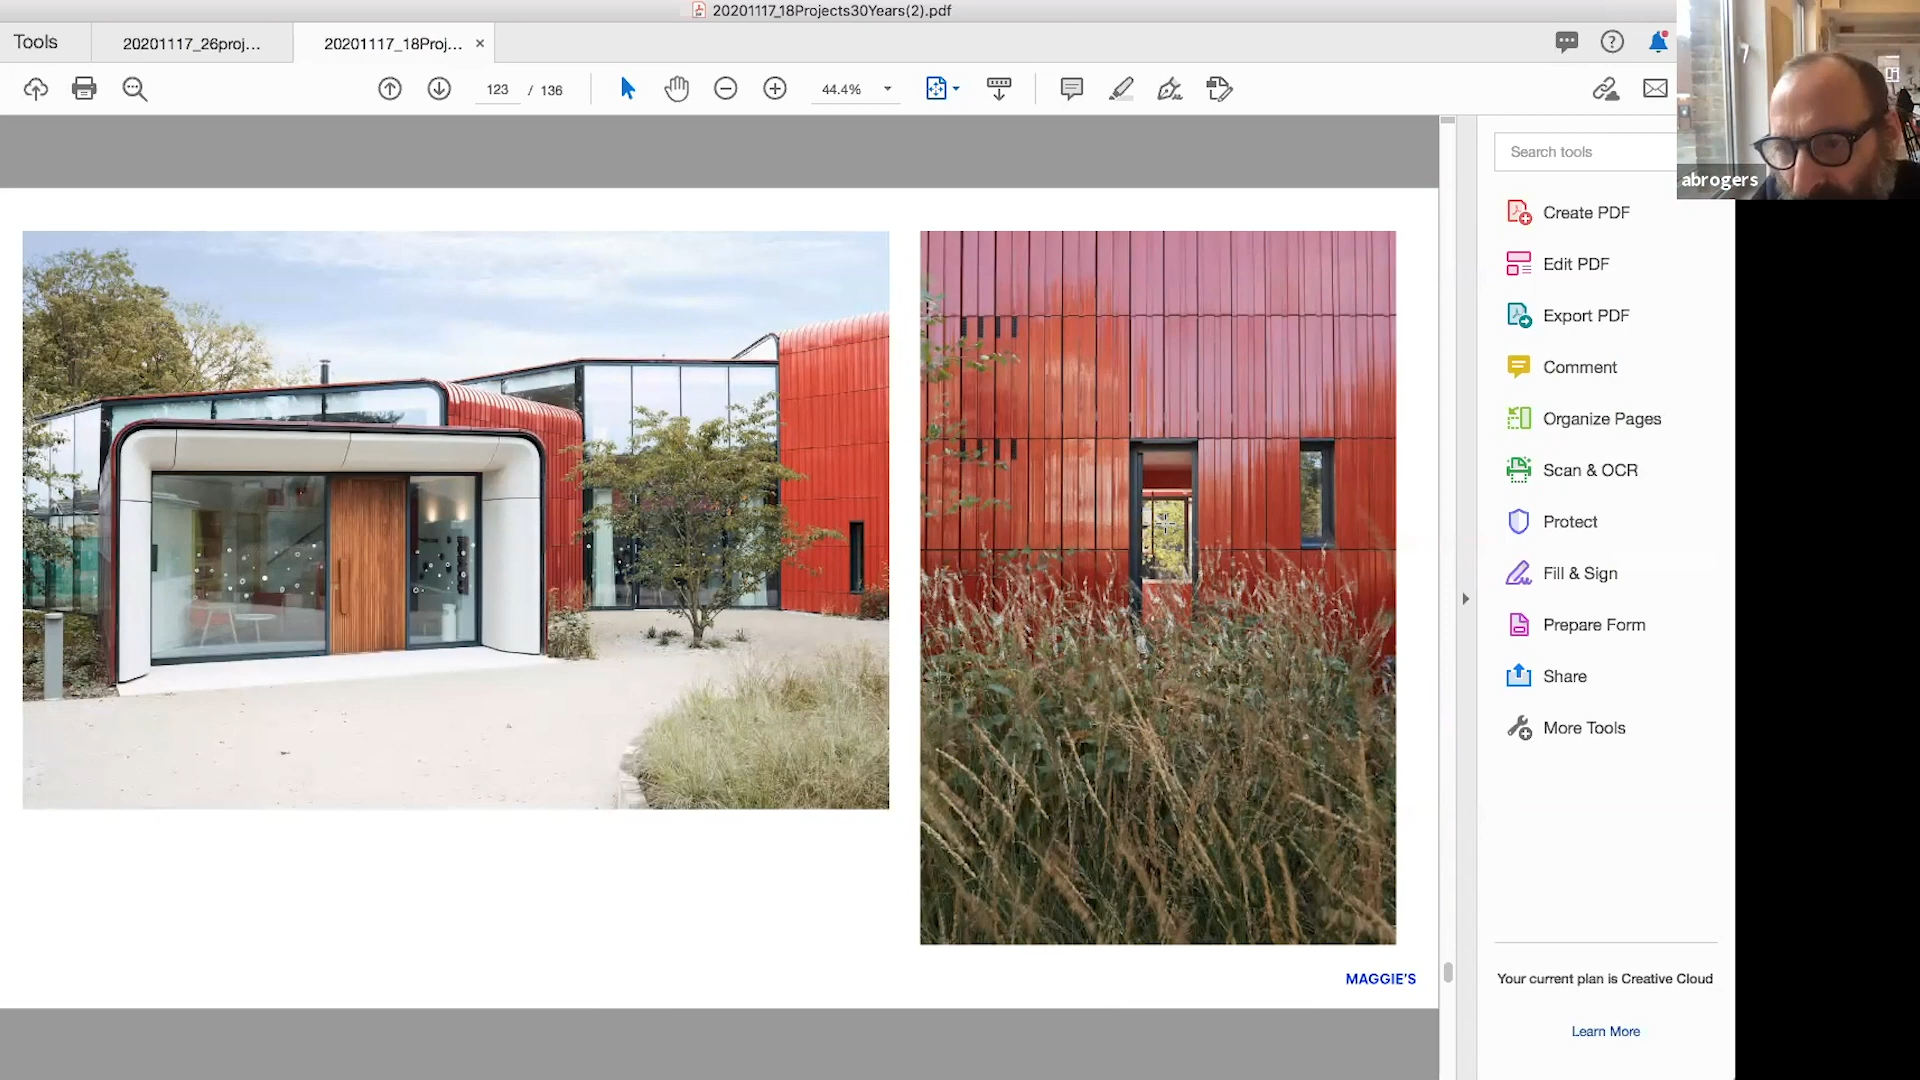 20201117_18Projects30Years(2).pdf
Tools
20201117_26proj...
20201117_18Proj...
123 / 136
44.4%
Search tools
abrogers
Create PDF
Edit PDF
Export PDF
Comment
Organize Pages
Scan & OCR
Protect
Fill & Sign
Prepare Form
Share
More Tools
MAGGIE'S
Your current plan is Creative Cloud
Learn More